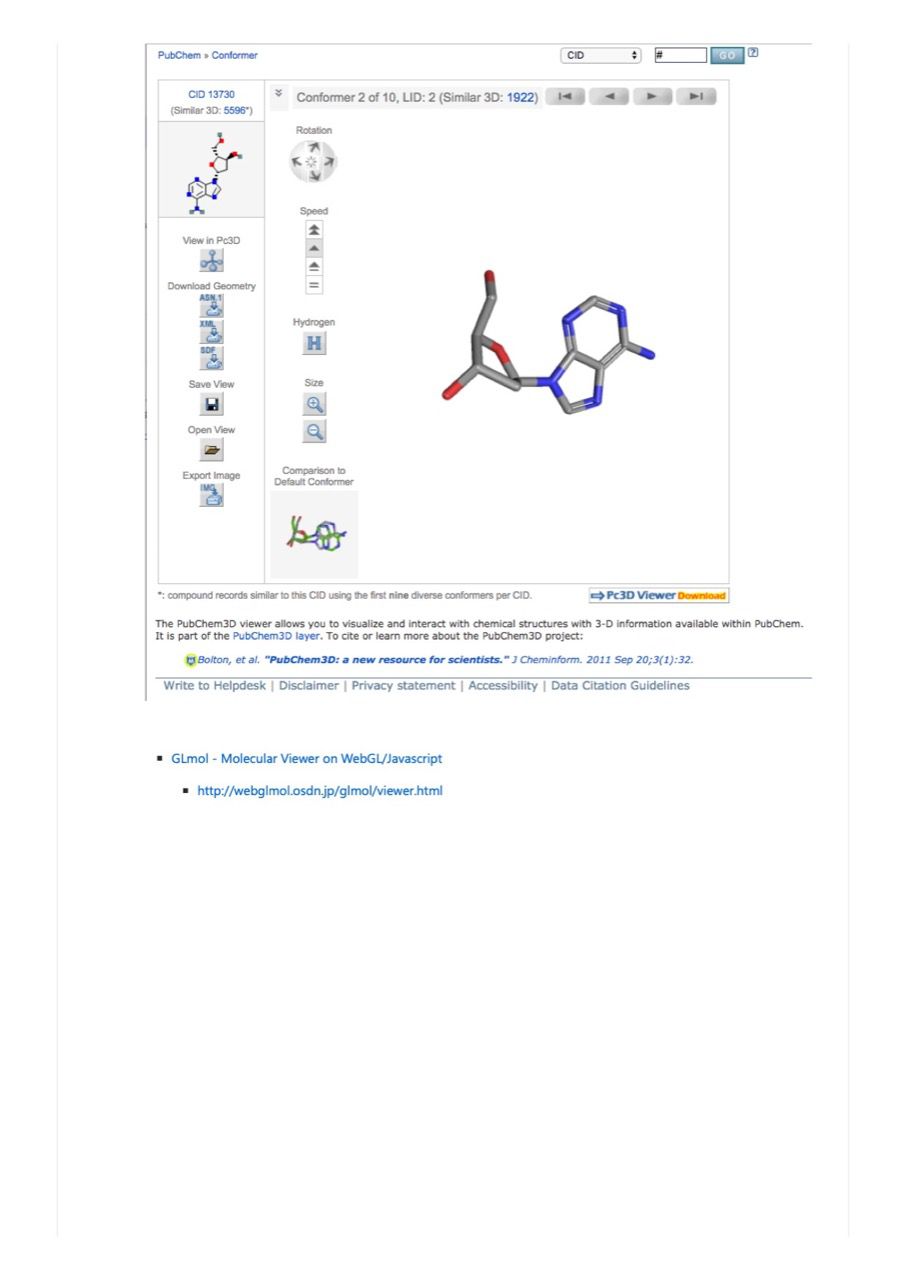 PubChem » Conformer
CID
#
GO
?
CID 13730
(Similar 3D: 5596*)
Conformer 2 of 10, LID: 2 (Similar 3D: 1922)
Rotation
Speed
View in Pc3D
Download Geometry
ASN.1
XML
SDF
Hydrogen
H
Save View
Size
Open View
Comparison to
Default Conformer
Export Image
IMG
*: compound records similar to this CID using the first nine diverse conformers per CID.
Pc3D Viewer Download
The PubChem3D viewer allows you to visualize and interact with chemical structures with 3-D information available within PubChem.
It is part of the PubChem3D layer. To cite or learn more about the PubChem3D project:
Bolton, et al. "PubChem3D: a new resource for scientists." J Cheminform. 2011 Sep 20;3(1):32.
Write to Helpdesk | Disclaimer | Privacy statement | Accessibility | Data Citation Guidelines
▪ GLmol - Molecular Viewer on WebGL/Javascript
▪ http://webglmol.osdn.jp/glmol/viewer.html